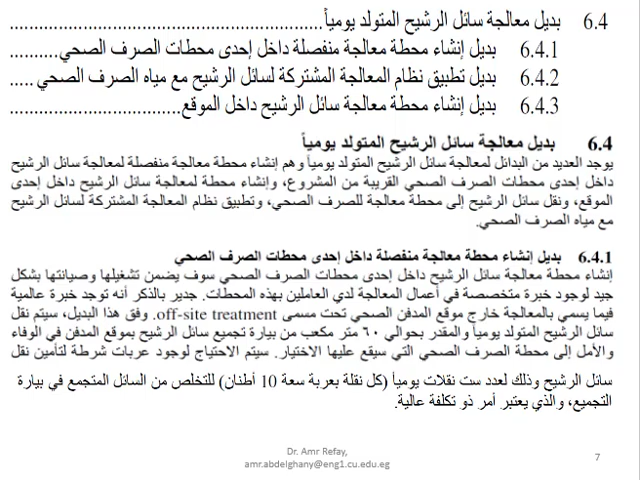 6.4 بديل معالجة سائل الرشيح المتولد يومياً........................................
6.4.1 بديل إنشاء محطة معالجة منفصلة داخل إحدى محطات الصرف الصحي..........
6.4.2 بديل تطبيق نظام المعالجة المشتركة لسائل الرشيح مع مياه الصرف الصحي.....
6.4.3 بديل إنشاء محطة معالجة سائل الرشيح داخل الموقع..............................
6.4 بديل معالجة سائل الرشيح المتولد يومياً
يوجد العديد من البدائل لمعالجة سائل الرشيح المتولد يومياً وهم إنشاء محطة معالجة منفصلة لمعالجة سائل الرشيح
داخل إحدى محطات الصرف الصحي القريبة من المشروع، وإنشاء محطة لمعالجة سائل الرشيح داخل إحدى
الموقع، ونقل سائل الرشيح إلى محطة معالجة للصرف الصحي، وتطبيق نظام المعالجة المشتركة لسائل الرشيح
مع مياه الصرف الصحي.
6.4.1 بديل إنشاء محطة معالجة منفصلة داخل إحدى محطات الصرف الصحي
إنشاء محطة معالجة سائل الرشيح داخل إحدى محطات الصرف الصحي سوف يضمن تشغيلها وصيانتها بشكل
جيد لوجود خبرة متخصصة في أعمال المعالجة لدي العاملين بهذه المحطات. جدير بالذكر أنه توجد خبرة عالمية
فيما يسمي بالمعالجة خارج موقع المدفن الصحي تحت مسمى off-site treatment. وفق هذا البديل، سيتم نقل
سائل الرشيح المتولد يومياً والمقدر بحوالي ٦٠ متر مكعب من بيارة تجميع سائل الرشيح بموقع المدفن في الوفاء
والأمل إلى محطة الصرف الصحي التي سيقع عليها الاختيار. سيتم الاحتياج لوجود عربات شرطة لتأمين نقل
سائل الرشيح وذلك لعدد ست نقلات يومياً (كل نقلة بعربة سعة 10 أطنان) للتخلص من السائل المتجمع في بيارة
التجميع، والذي يعتبر أمر ذو تكلفة عالية.
Dr. Amr Refay,
amr.abdelghany@eng1.cu.edu.eg
7